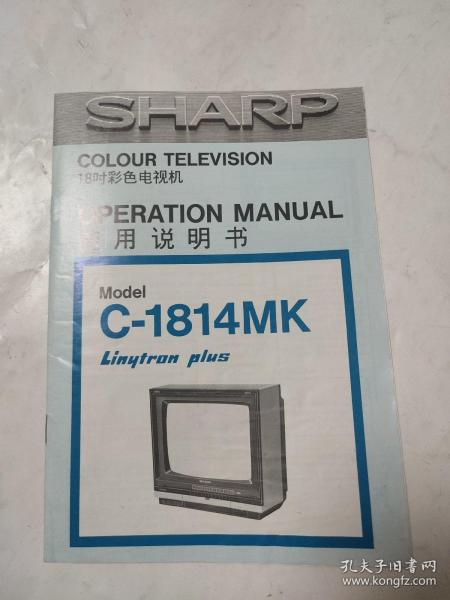 SHARP
COLOUR TELEVISION
18吋彩色电视机
OPERATION MANUAL
用说明书
Model
C-1814MK
Linytron plus
SHARP
孔夫子旧书网
www.kongfz.com